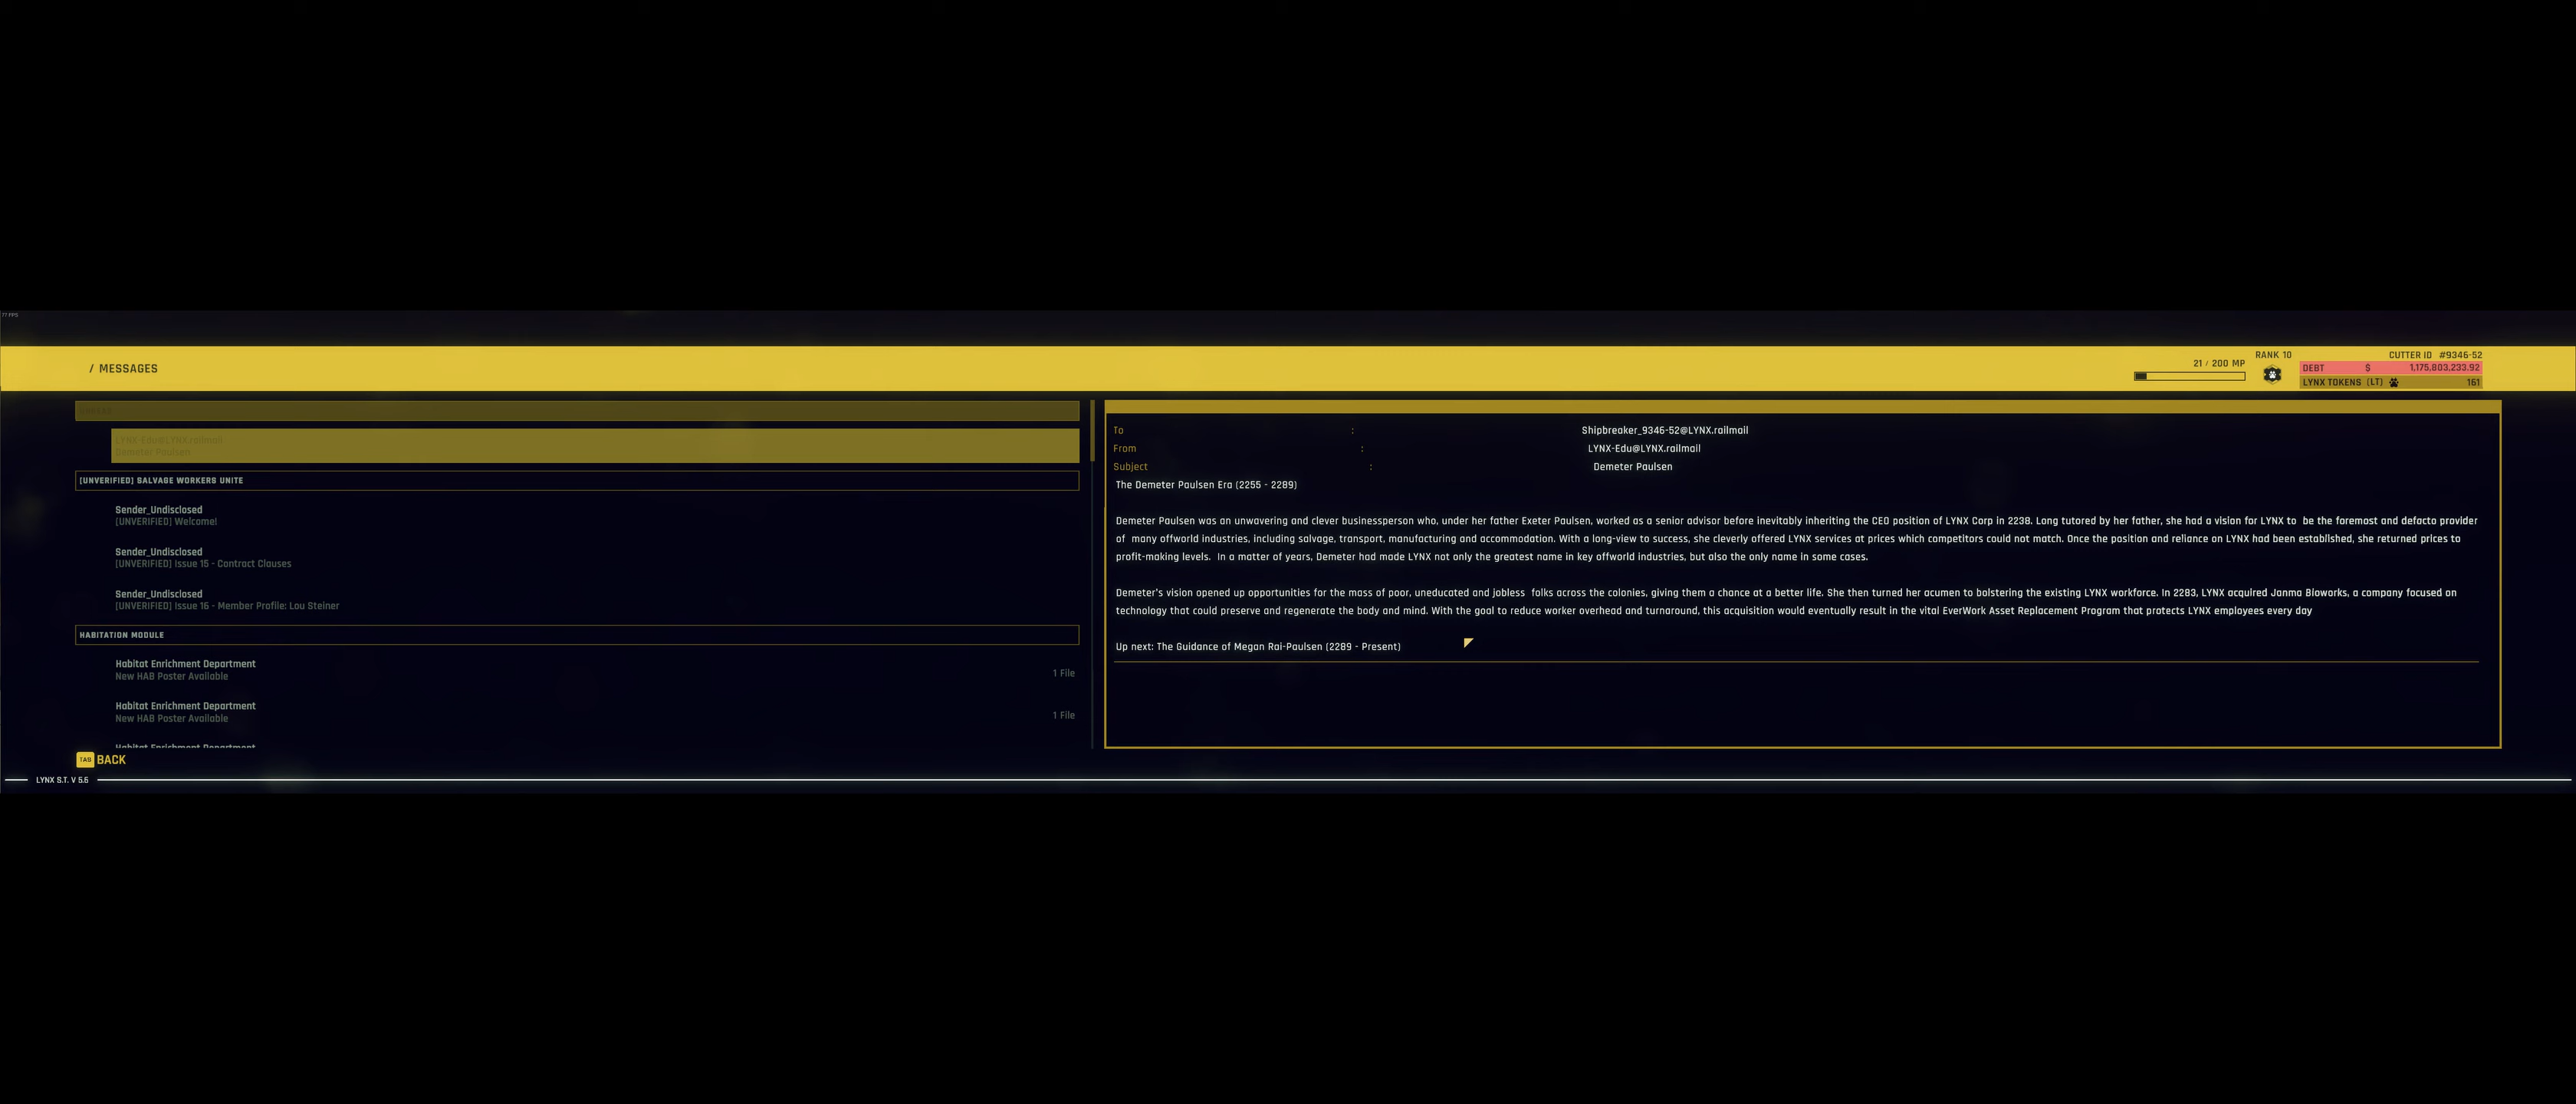 77 FPS
/ MESSAGES
21 / 200 MP
RANK 10
CUTTER ID #9346-52
DEBT $ 1,175,803,233.92
LYNX TOKENS (LT) 161
LYNX-Edu@LYNX.railmail
Demeter Paulsen
[UNVERIFIED] SALVAGE WORKERS UNITE
Sender_Undisclosed
[UNVERIFIED] Welcome!
Sender_Undisclosed
[UNVERIFIED] Issue 15 - Contract Clauses
Sender_Undisclosed
[UNVERIFIED] Issue 16 - Member Profile: Lou Steiner
HABITATION MODULE
Habitat Enrichment Department
New HAB Poster Available
1 File
Habitat Enrichment Department
New HAB Poster Available
1 File
Habitat Enrichment Department
To : Shipbreaker_9346-52@LYNX.railmail
From : LYNX-Edu@LYNX.railmail
Subject : Demeter Paulsen
The Demeter Paulsen Era (2255 - 2289)
Demeter Paulsen was an unwavering and clever businessperson who, under her father Exeter Paulsen, worked as a senior advisor before inevitably inheriting the CEO position of LYNX Corp in 2238. Long tutored by her father, she had a vision for LYNX to be the foremost and defacto provider
of many offworld industries, including salvage, transport, manufacturing and accommodation. With a long-view to success, she cleverly offered LYNX services at prices which competitors could not match. Once the position and reliance on LYNX had been established, she returned prices to
profit-making levels. In a matter of years, Demeter had made LYNX not only the greatest name in key offworld industries, but also the only name in some cases.
Demeter's vision opened up opportunities for the mass of poor, uneducated and jobless folks across the colonies, giving them a chance at a better life. She then turned her acumen to bolstering the existing LYNX workforce. In 2283, LYNX acquired Janma Bioworks, a company focused on
technology that could preserve and regenerate the body and mind. With the goal to reduce worker overhead and turnaround, this acquisition would eventually result in the vital EverWork Asset Replacement Program that protects LYNX employees every day
Up next: The Guidance of Megan Rai-Paulsen (2289 - Present)
TAB BACK
LYNX S.T. V 5.6